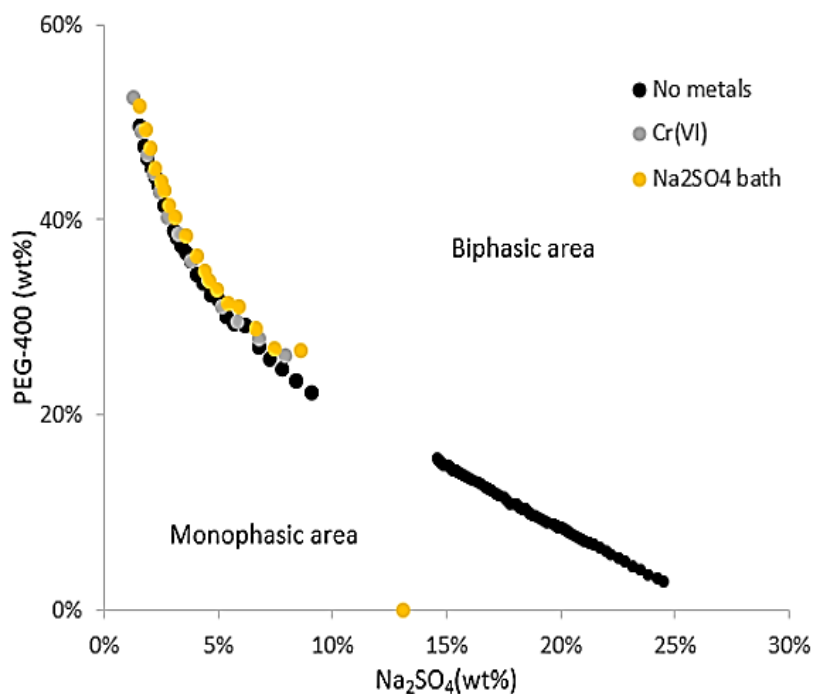 60%
No metals
Cr(VI)
Na2SO4 bath
40%
Biphasic area
PEG-400 (wt%)
20%
Monophasic area
0%
0% 5% 10% 15% 20% 25% 30%
Na₂SO₄(wt%)